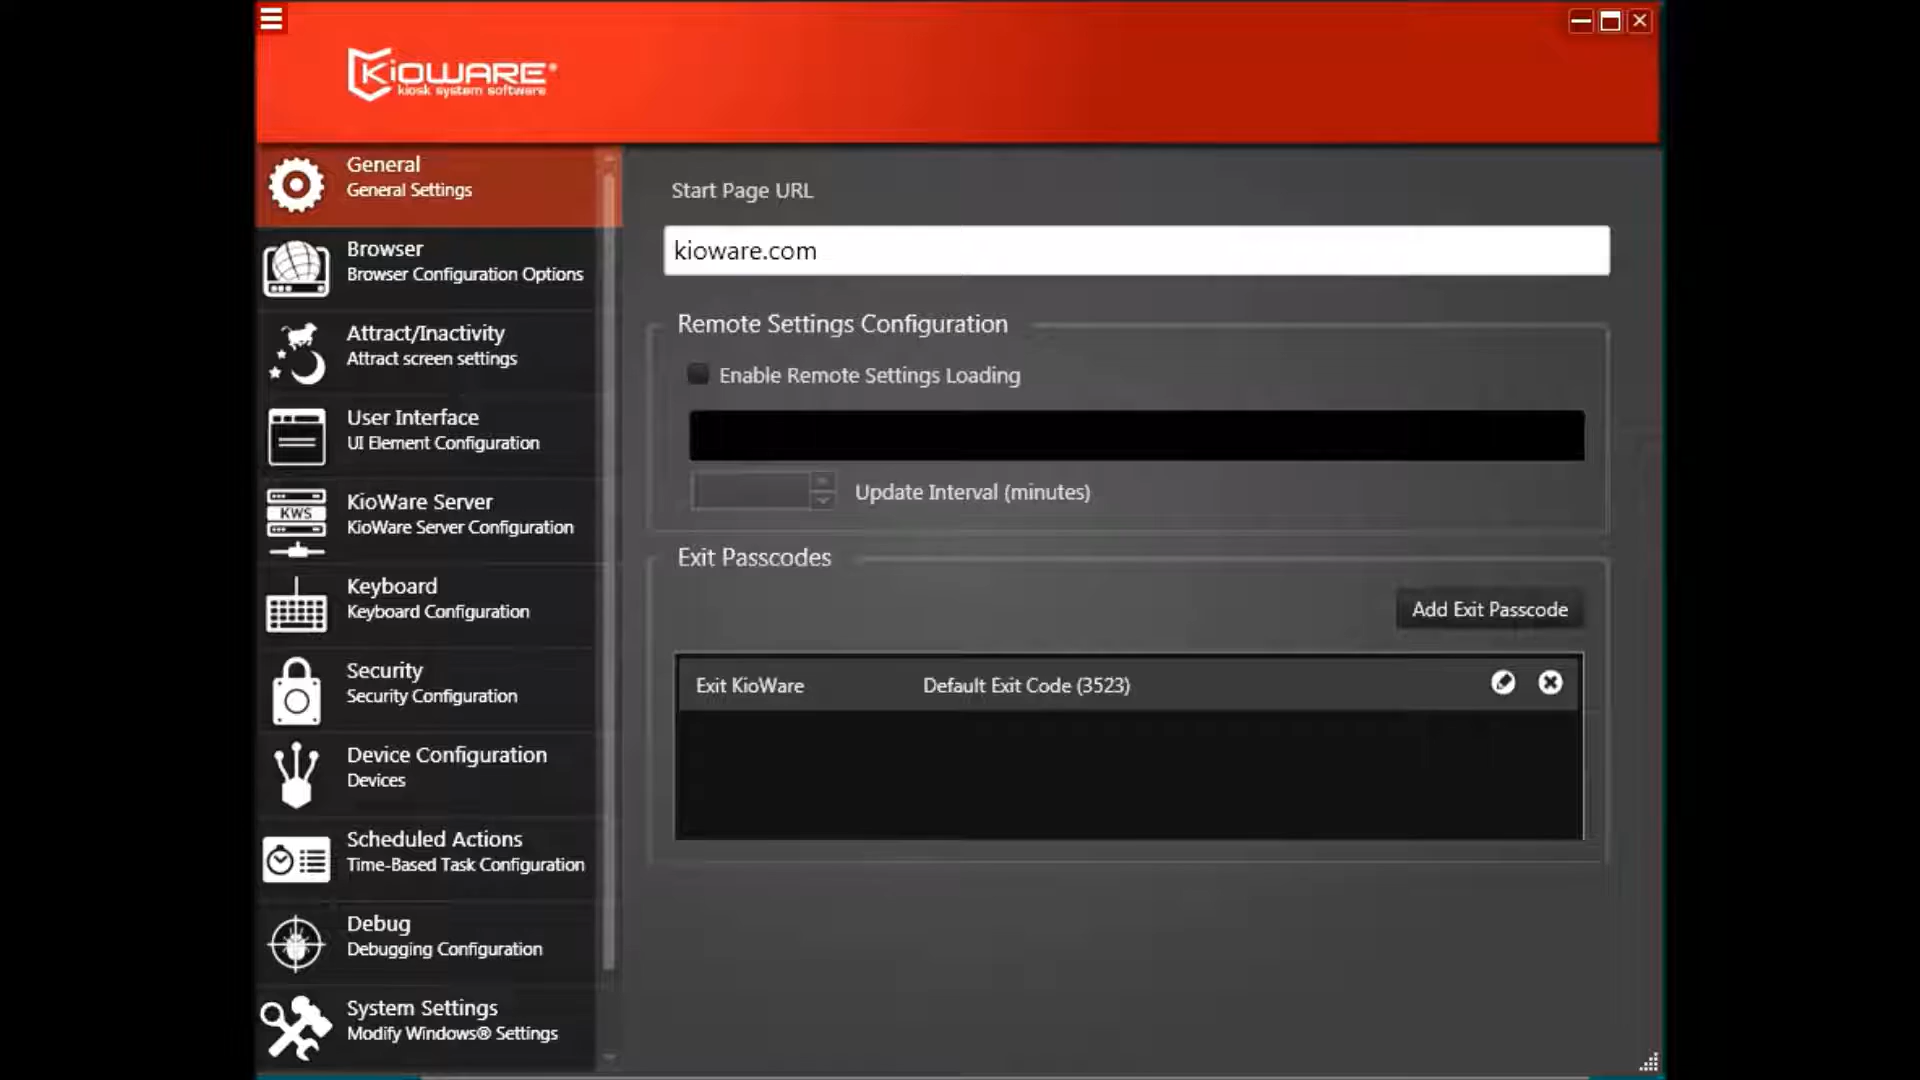 KioWARE®
kiosk system software
General
General Settings
Browser
Browser Configuration Options
Attract/Inactivity
Attract screen settings
User Interface
UI Element Configuration
KWS
KioWare Server
KioWare Server Configuration
Keyboard
Keyboard Configuration
Security
Security Configuration
Device Configuration
Devices
Scheduled Actions
Time-Based Task Configuration
Debug
Debugging Configuration
System Settings
Modify Windows® Settings
Start Page URL
kioware.com
Remote Settings Configuration
Enable Remote Settings Loading
Update Interval (minutes)
Exit Passcodes
Add Exit Passcode
Exit KioWare Default Exit Code (3523)